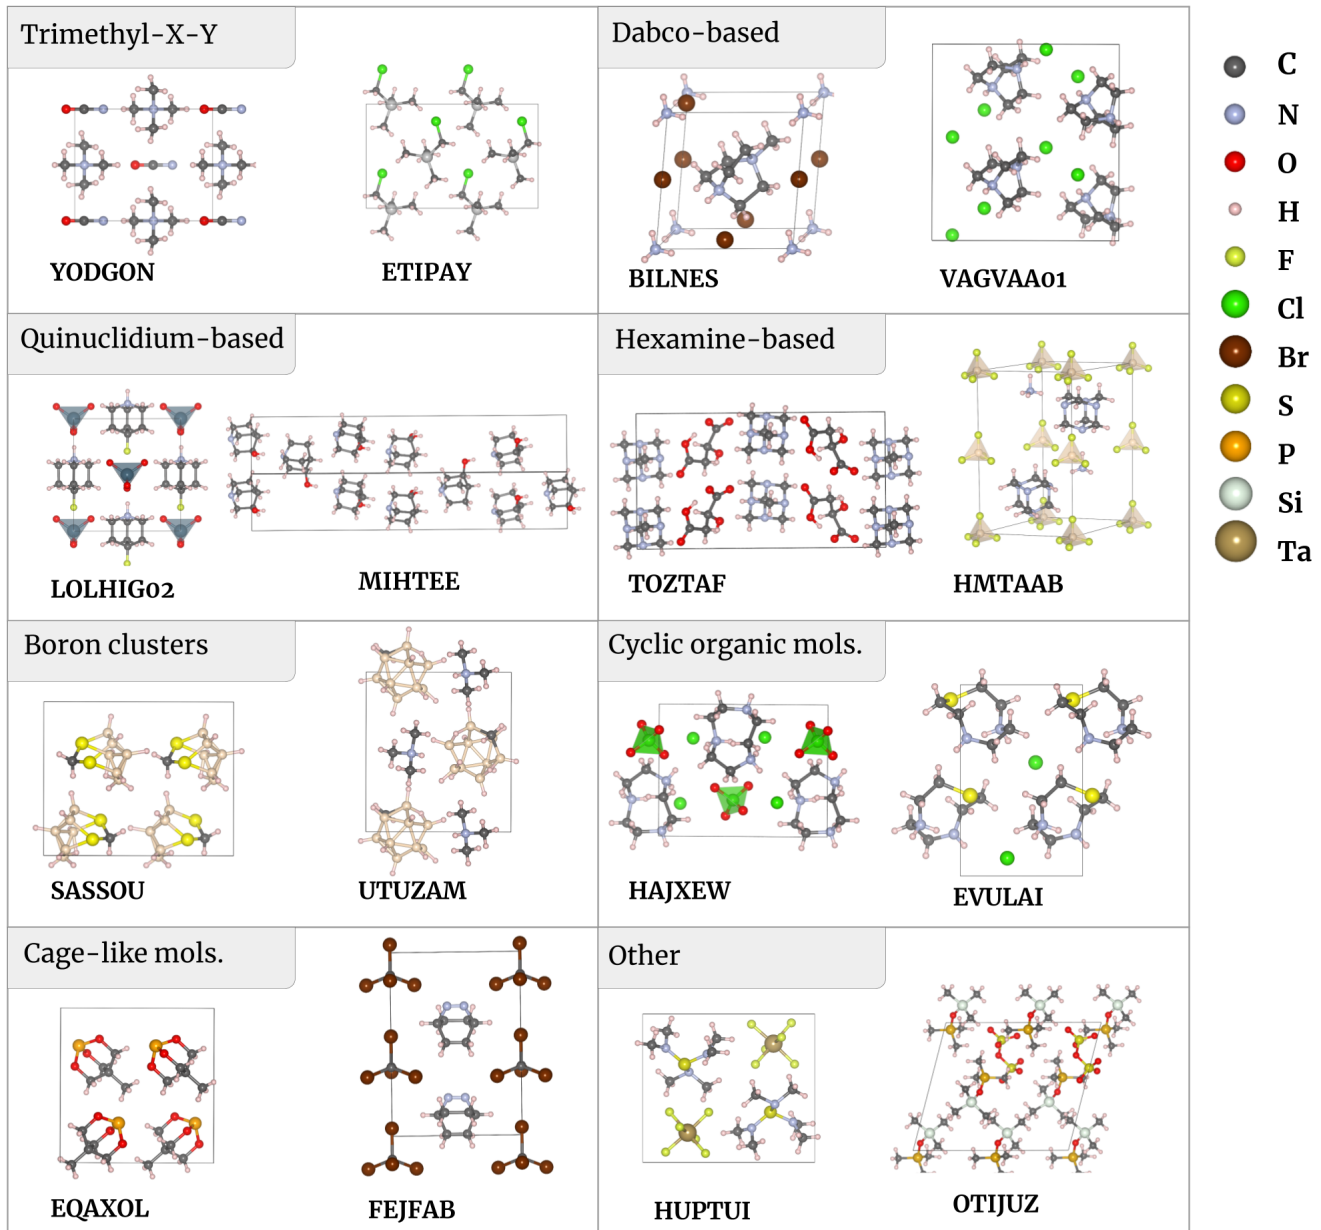 Trimethyl-X-Y
YODGON
ETIPAY
Dabco-based
BILNES
VAGVAA01
Quinuclidium-based
LOLHIG02
MIHTEE
Hexamine-based
TOZTAF
HMTAAB
Boron clusters
SASSOU
UTUZAM
Cyclic organic mols.
HAJXEW
EVULAI
Cage-like mols.
EQAXOL
FEJFAB
Other
HUPTUI
OTIJUZ
C
N
O
H
F
Cl
Br
S
P
Si
Ta